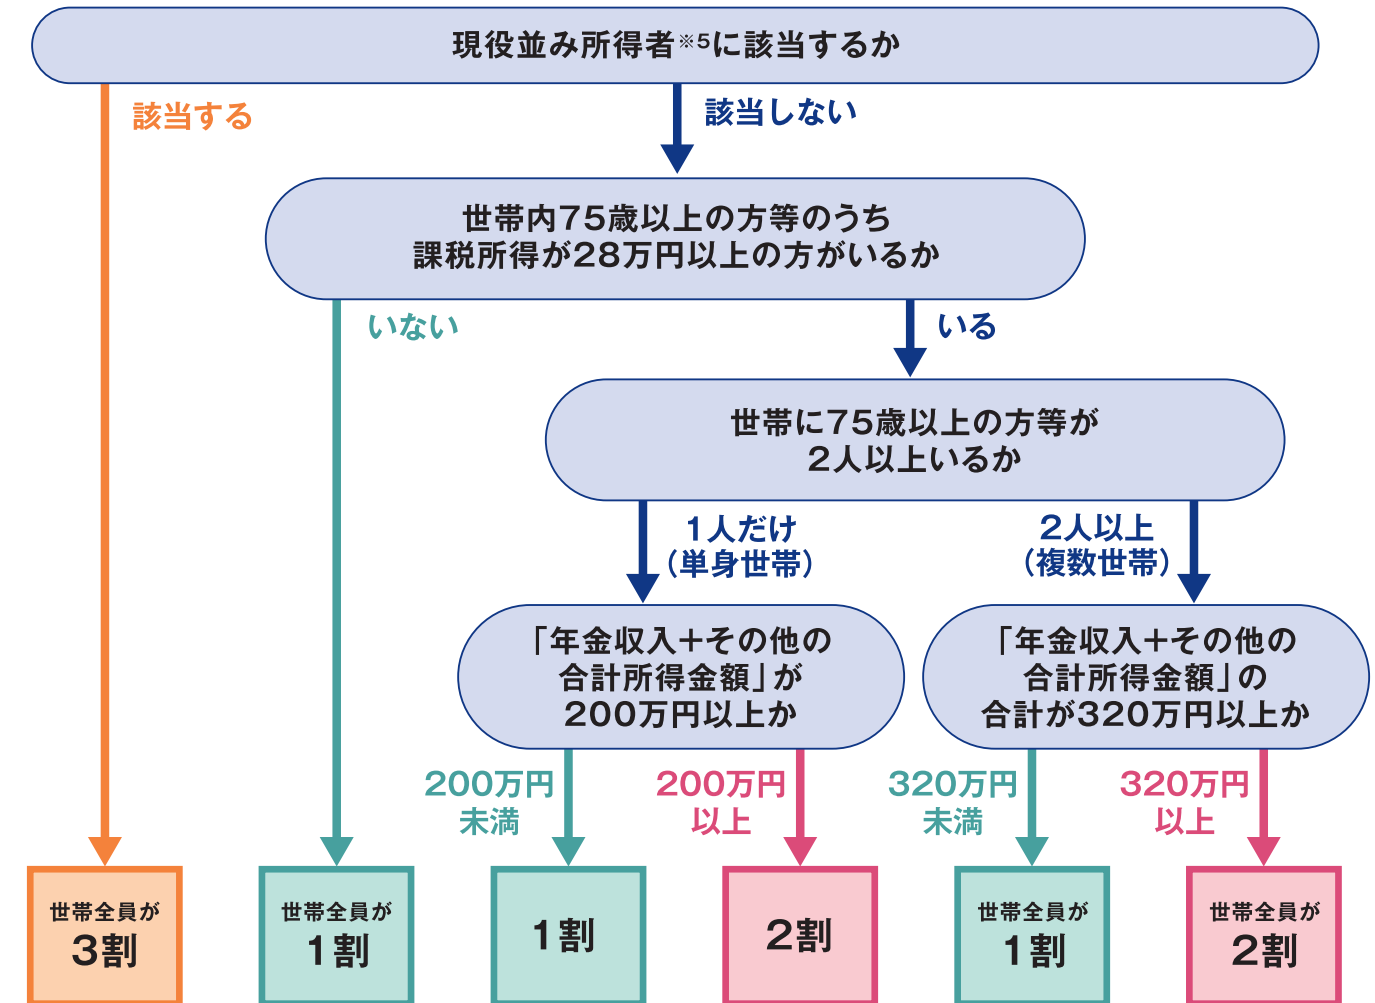 現役並み所得者※5に該当するか
該当する
該当しない
世帯内75歳以上の方等のうち
課税所得が28万円以上の方がいるか
いない
いる
世帯に75歳以上の方等が
2人以上いるか
1人だけ
（単身世帯）
2人以上
（複数世帯）
「年金収入＋その他の
合計所得金額」が
200万円以上か
「年金収入＋その他の
合計所得金額」の
合計が320万円以上か
200万円
未満
200万円
以上
320万円
未満
320万円
以上
世帯全員が
3割
世帯全員が
1割
1割
2割
世帯全員が
1割
世帯全員が
2割